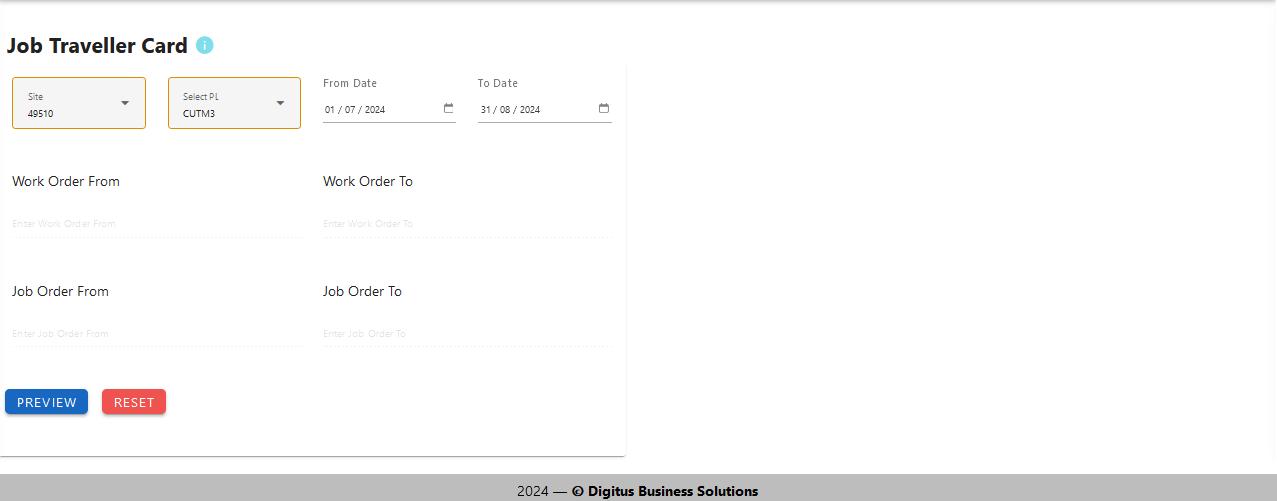 Job Traveller Card i
Site
49510
Select PL
CUTM3
From Date
01 / 07 / 2024
To Date
31 / 08 / 2024
Work Order From
Work Order To
Enter Work Order From
Enter Work Order To
Job Order From
Job Order To
Enter Job Order From
Enter Job Order To
PREVIEW
RESET
2024 — © Digitus Business Solutions